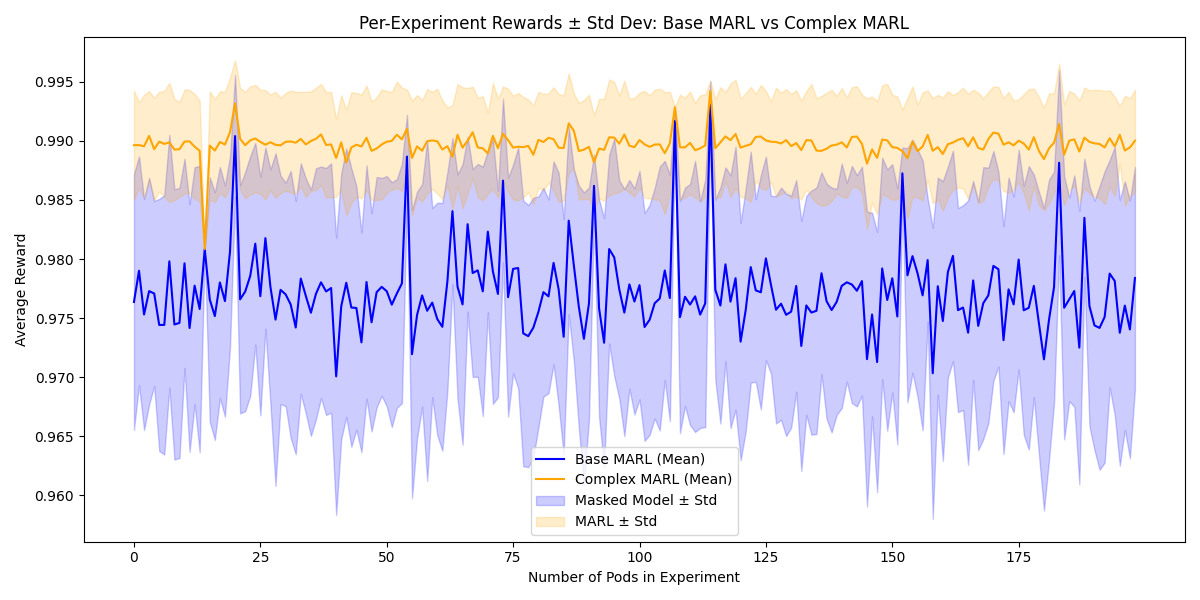 Per-Experiment Rewards ± Std Dev: Base MARL vs Complex MARL
Average Reward
0.995
0.990
0.985
0.980
0.975
0.970
0.965
0.960
Base MARL (Mean)
Complex MARL (Mean)
Masked Model ± Std
MARL ± Std
0 25 50 75 100 125 150 175
Number of Pods in Experiment